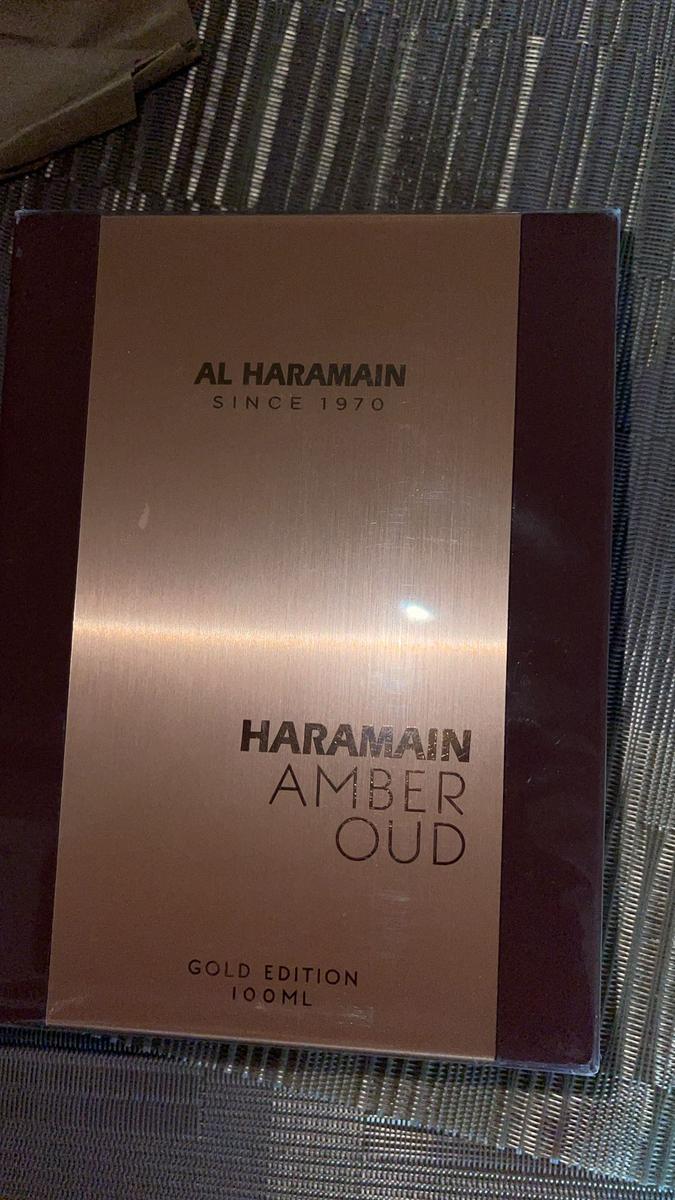 AL HARAMAIN
SINCE 1970
HARAMAIN
AMBER
OUD
GOLD EDITION
100ML